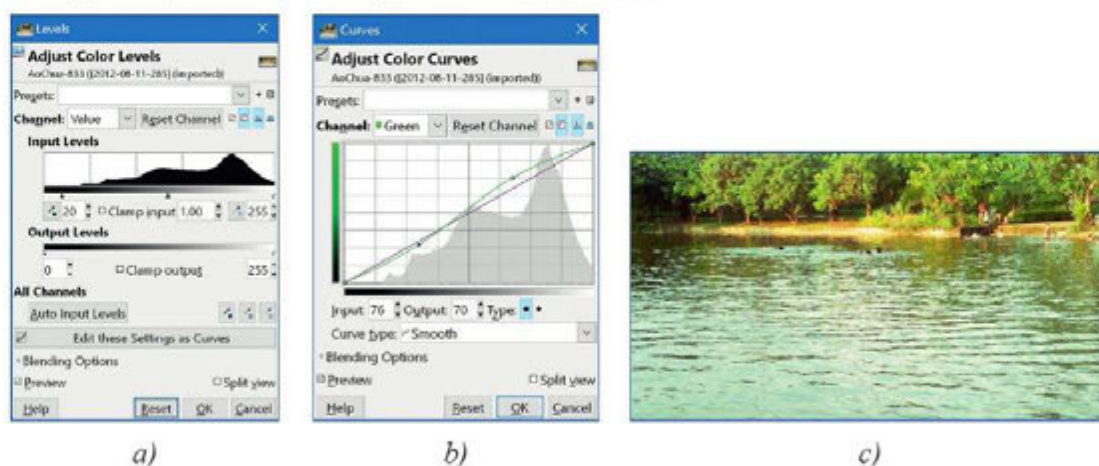 Levels
Adjust Color Levels
AoChua-833 ([2012-08-11-285] (imported))
Presets:
Channel: Value Reset Channel
Input Levels
20 Clamp input 1.00 255
Output Levels
0 Clamp output 255
All Channels
Auto Input Levels
Edit these Settings as Curves
Blending Options
Preview Split view
Help Reset OK Cancel
a)
Curves
Adjust Color Curves
AoChua-833 ([2012-08-11-285] (imported))
Presets:
Channel: Green Reset Channel
Input: 76 Output: 70 Type:
Curve type: Smooth
Blending Options
Preview Split view
Help Reset OK Cancel
b)
c)